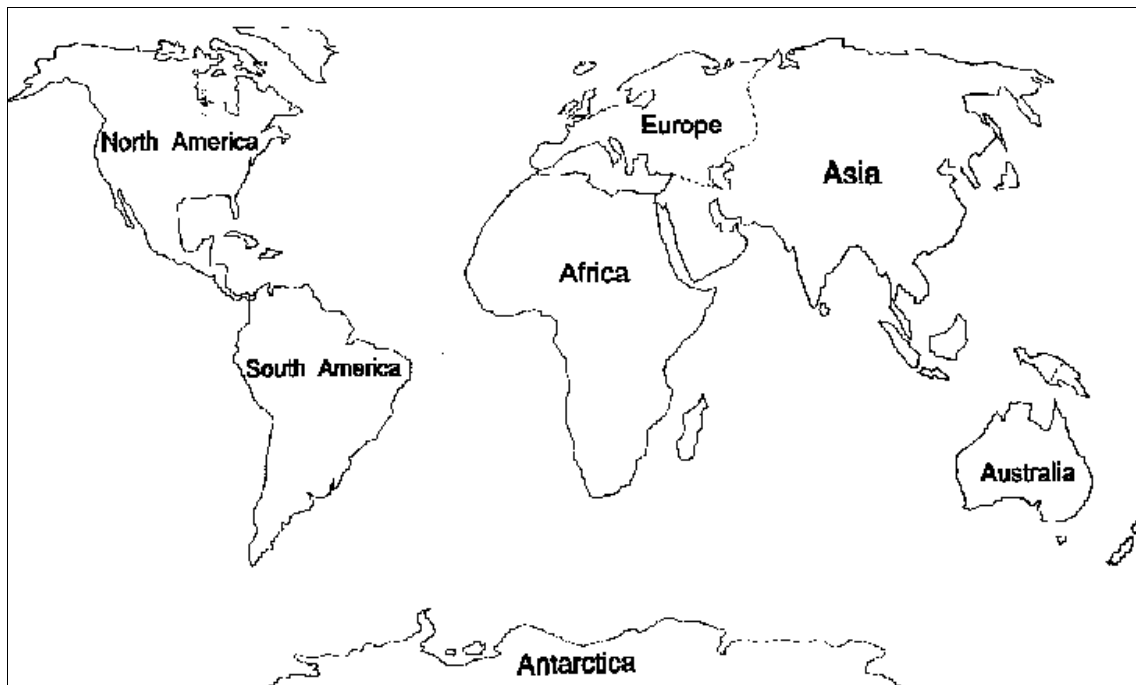 North America
Europe
Asia
Africa
South America
Australia
Antarctica